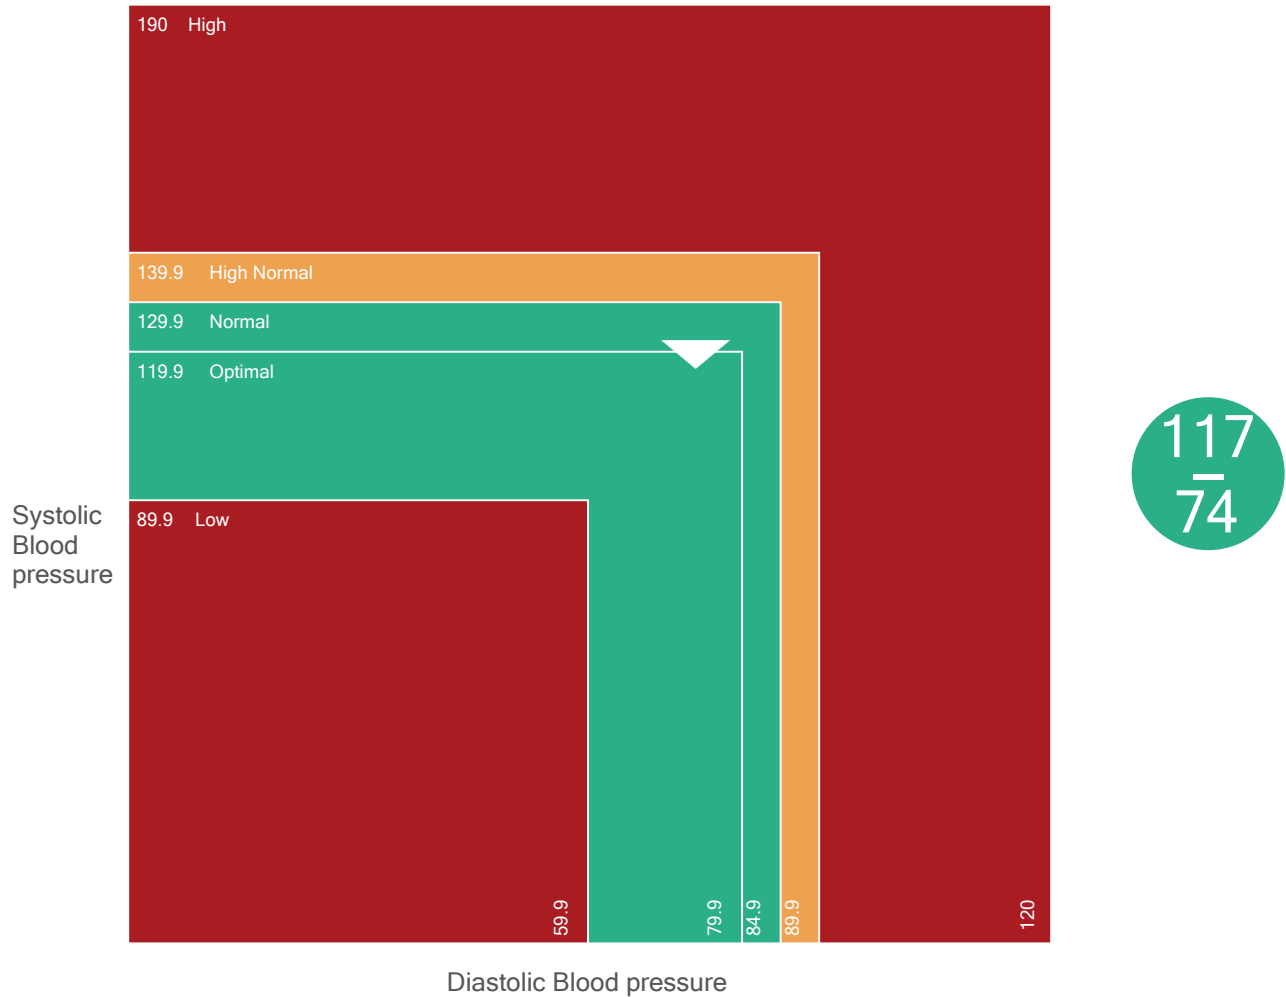 190 High
139.9 High Normal
129.9 Normal
119.9 Optimal
89.9 Low
Systolic
Blood
pressure
117
74
59.9
79.9
84.9
89.9
120
Diastolic Blood pressure